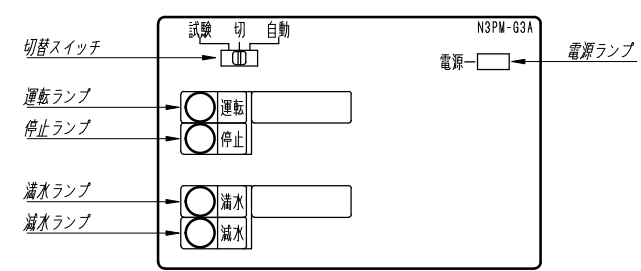 試験 切 自動
N3PM-G3A
切替スイッチ
電源
電源ランプ
運転ランプ
運転
停止ランプ
停止
満水ランプ
満水
減水ランプ
減水